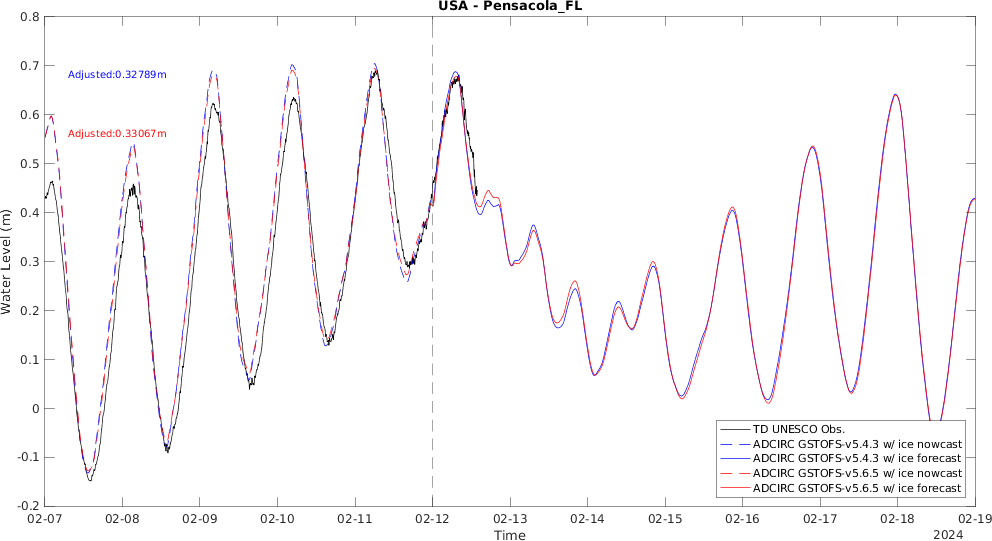 USA - Pensacola_FL
0.8
0.7
0.6
0.5
0.4
0.3
0.2
0.1
0
-0.1
-0.2
Water Level (m)
Adjusted:0.32789m
Adjusted:0.33067m
TD UNESCO Obs.
ADCIRC GSTOFS-v5.4.3 w/ ice nowcast
ADCIRC GSTOFS-v5.4.3 w/ ice forecast
ADCIRC GSTOFS-v5.6.5 w/ ice nowcast
ADCIRC GSTOFS-v5.6.5 w/ ice forecast
02-07 02-08 02-09 02-10 02-11 02-12 02-13 02-14 02-15 02-16 02-17 02-18 02-19
Time
2024